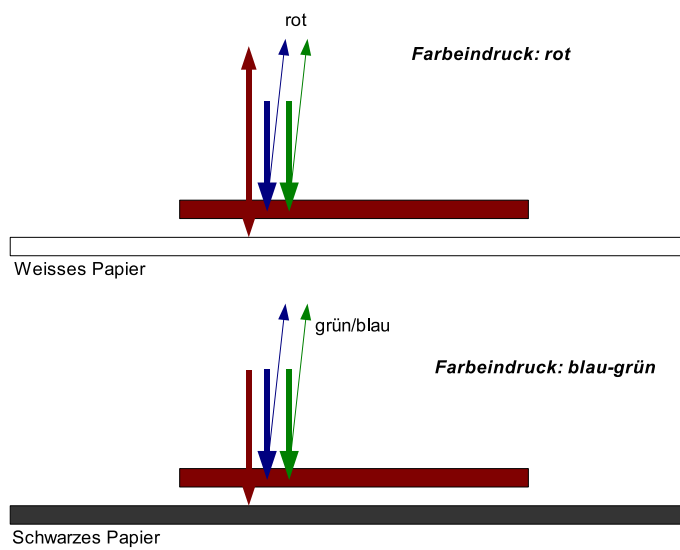 rot
Farbeindruck: rot
Weisses Papier
grün/blau
Farbeindruck: blau-grün
Schwarzes Papier